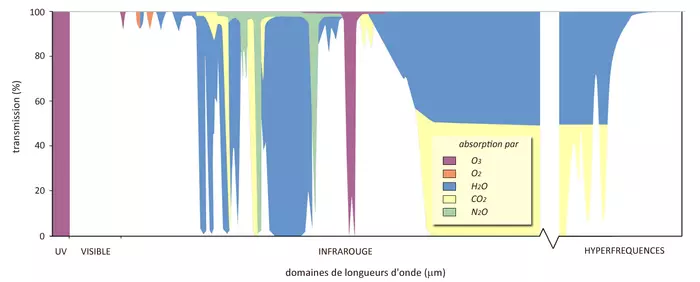 transmission (%)
100
80
60
40
20
0
absorption par
O3
O2
H2O
CO2
N2O
UV VISIBLE INFRAROUGE HYPERFREQUENCES
domaines de longueurs d'onde (µm)